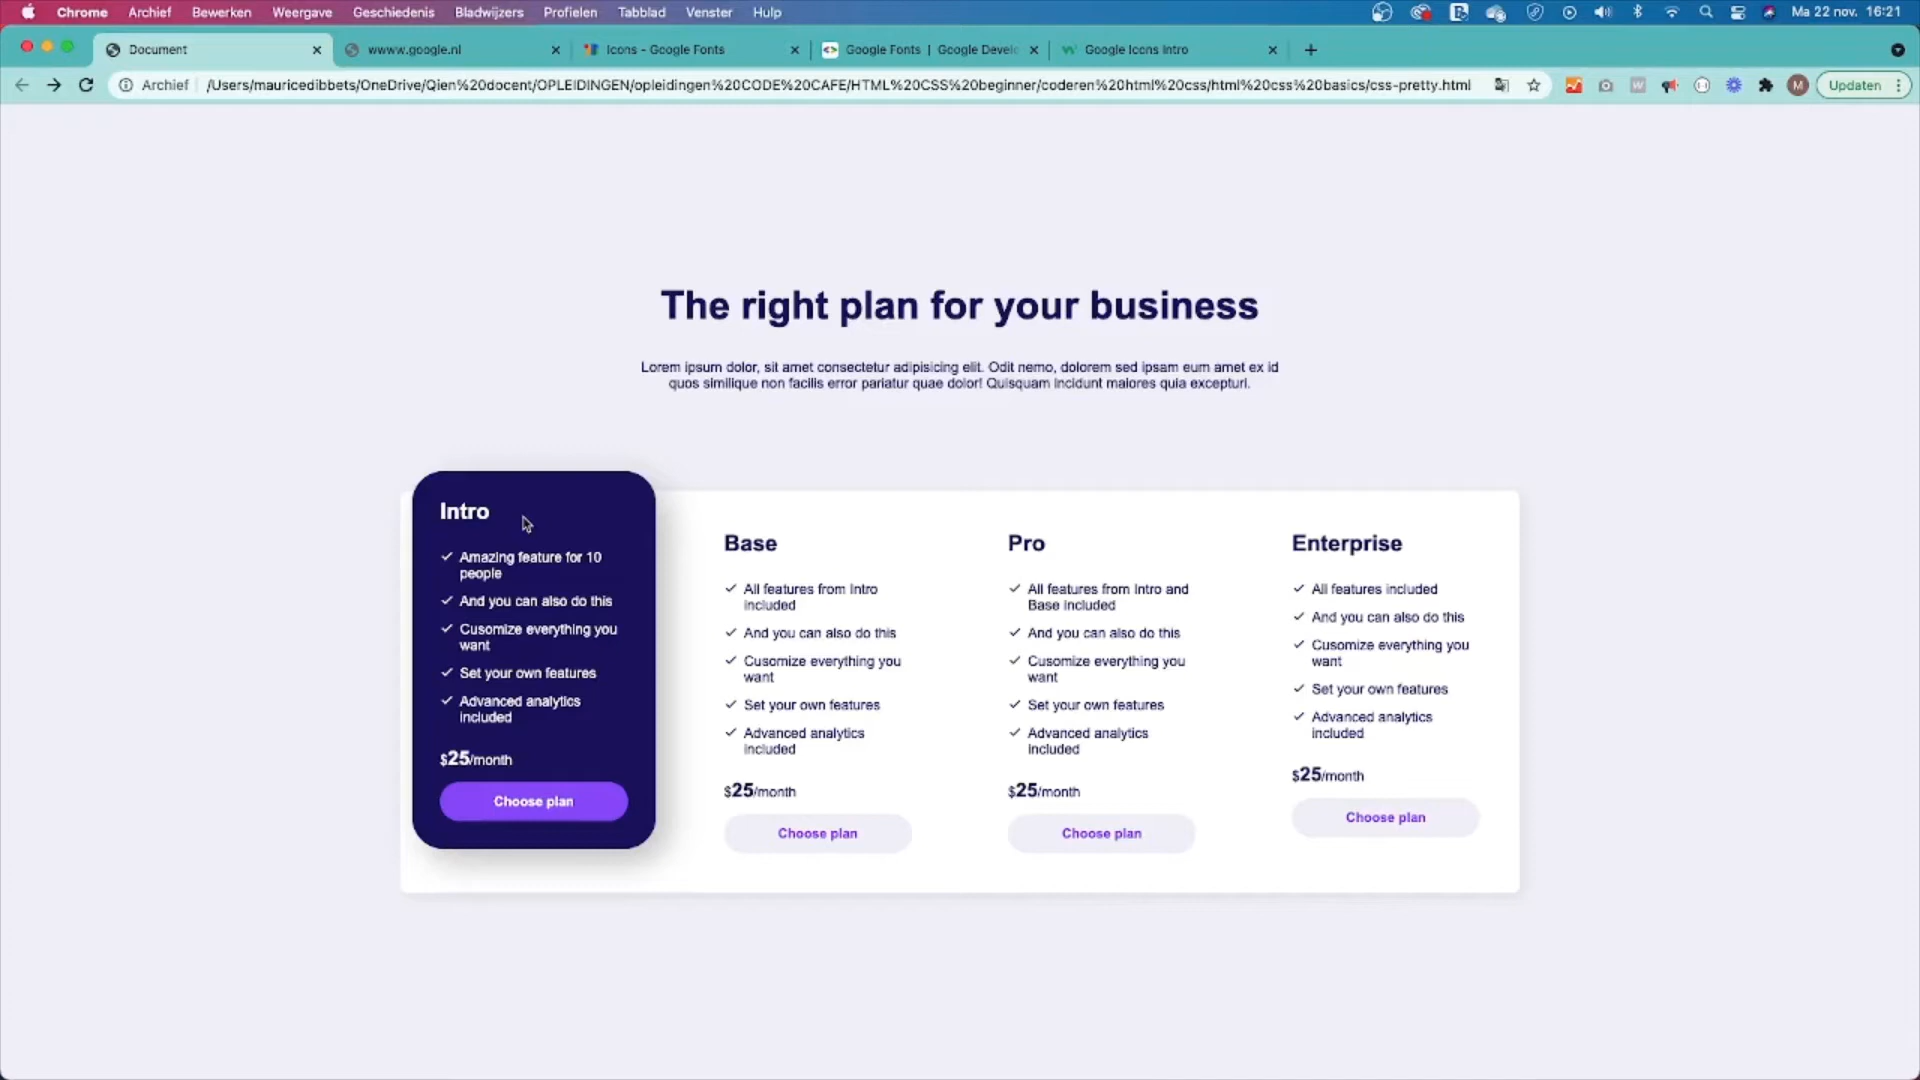 Chrome Archief Bewerken Weergave Geschiedenis Bladwijzers Profielen Tabblad Venster Help Ma 22 nov. 16:21
Document wwww.google.nl Icons - Google Fonts Google Fonts | Google Develo Google Icons Intro
Archief /Users/mauricedibbets/OneDrive/Qien%20docent/OPLEIDINGEN/opleidingen%20CODE%20CAFE/HTML%20CSS%20beginner/coderen%20html%20css/html%20css%20basics/css-pretty.html M Updaten
The right plan for your business
Lorem ipsum dolor, sit amet consectetur adipisicing elit. Odit nemo, dolorem sed ipsam eum amet ex id
quos similique non facilis error pariatur quae dolor! Quisquam incidunt maiores quia excepturi.
Intro
Amazing feature for 10
people
And you can also do this
Cusomize everything you
want
Set your own features
Advanced analytics
included
$25/month
Choose plan
Base
All features from Intro
included
And you can also do this
Cusomize everything you
want
Set your own features
Advanced analytics
included
$25/month
Choose plan
Pro
All features from Intro and
Base included
And you can also do this
Cusomize everything you
want
Set your own features
Advanced analytics
included
$25/month
Choose plan
Enterprise
All features included
And you can also do this
Cusomize everything you
want
Set your own features
Advanced analytics
included
$25/month
Choose plan